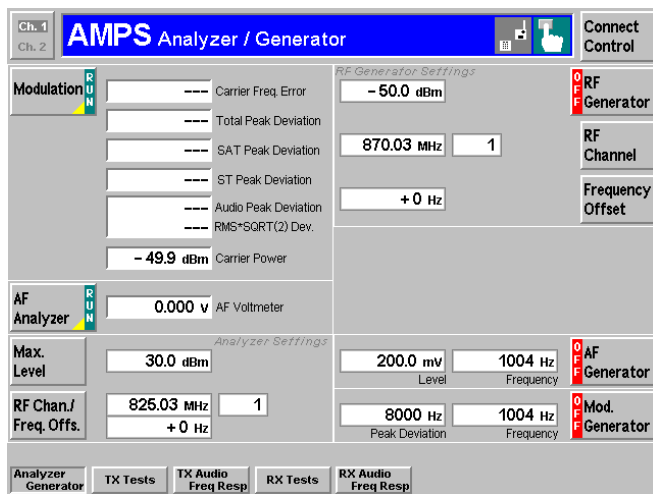 Ch. 1
Ch. 2
AMPS Analyzer / Generator
Connect
Control
Modulation
RUN
--- Carrier Freq. Error
--- Total Peak Deviation
--- SAT Peak Deviation
--- ST Peak Deviation
--- Audio Peak Deviation
--- RMS*SQRT(2) Dev.
– 49.9 dBm Carrier Power
RF Generator Settings
– 50.0 dBm
870.03 MHz 1
+ 0 Hz
OFF
RF
Generator
RF
Channel
Frequency
Offset
AF
Analyzer
RUN
0.000 V AF Voltmeter
Analyzer Settings
Max.
Level
30.0 dBm
RF Chan./
Freq. Offs.
825.03 MHz 1
+ 0 Hz
200.0 mV 1004 Hz
Level Frequency
OFF
AF
Generator
8000 Hz 1004 Hz
Peak Deviation Frequency
OFF
Mod.
Generator
Analyzer
Generator
TX Tests
TX Audio
Freq Resp
RX Tests
RX Audio
Freq Resp